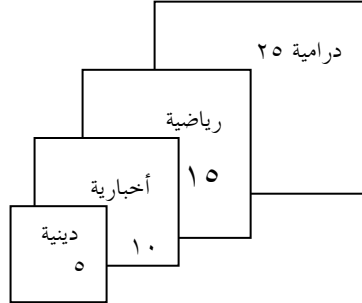 درامية ٢٥
رياضية
١٥
أخبارية
١٠
دينية
٥